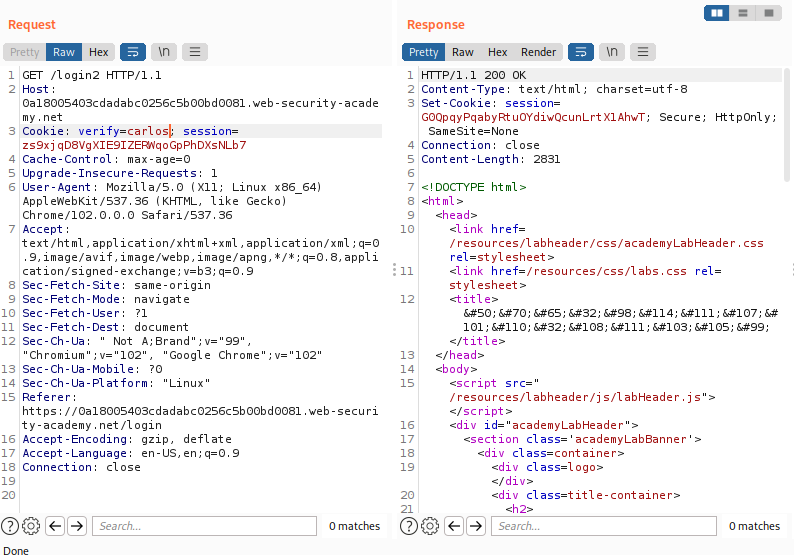 Request
Pretty Raw Hex \n
1 GET /login2 HTTP/1.1
2 Host:
0a18005403cdadabc0256c5b00bd0081.web-security-acade
my.net
3 Cookie: verify=carlos; session=
zs9xjqD8VgXIE9IZERWqoGpPhDXsNLb7
4 Cache-Control: max-age=0
5 Upgrade-Insecure-Requests: 1
6 User-Agent: Mozilla/5.0 (X11; Linux x86_64)
AppleWebKit/537.36 (KHTML, like Gecko)
Chrome/102.0.0.0 Safari/537.36
7 Accept:
text/html,application/xhtml+xml,application/xml;q=0
.9,image/avif,image/webp,image/apng,*/*;q=0.8,appli
cation/signed-exchange;v=b3;q=0.9
8 Sec-Fetch-Site: same-origin
9 Sec-Fetch-Mode: navigate
10 Sec-Fetch-User: ?1
11 Sec-Fetch-Dest: document
12 Sec-Ch-Ua: " Not A;Brand";v="99",
"Chromium";v="102", "Google Chrome";v="102"
13 Sec-Ch-Ua-Mobile: ?0
14 Sec-Ch-Ua-Platform: "Linux"
15 Referer:
https://0a18005403cdadabc0256c5b00bd0081.web-securi
ty-academy.net/login
16 Accept-Encoding: gzip, deflate
17 Accept-Language: en-US,en;q=0.9
18 Connection: close
19
20
Search... 0 matches
Done
Response
Pretty Raw Hex Render \n
1 HTTP/1.1 200 OK
2 Content-Type: text/html; charset=utf-8
3 Set-Cookie: session=
G0QpqyPqabyRtuOYdiwQcunLrtX1AhwT; Secure; HttpOnly;
SameSite=None
4 Connection: close
5 Content-Length: 2831
6
7 <!DOCTYPE html>
8 <html>
9 <head>
10 <link href=
/resources/labheader/css/academyLabHeader.css
rel=stylesheet>
11 <link href=/resources/css/labs.css rel=
stylesheet>
12 <title>
&#50;&#70;&#65;&#32;&#98;&#114;&#111;&#107;&#
101;&#110;&#32;&#108;&#111;&#103;&#105;&#99;
</title>
13 </head>
14 <body>
15 <script src="
/resources/labheader/js/labHeader.js">
</script>
16 <div id="academyLabHeader">
17 <section class='academyLabBanner'>
18 <div class=container>
19 <div class=logo>
</div>
20 <div class=title-container>
21 <h2>
Search... 0 matches